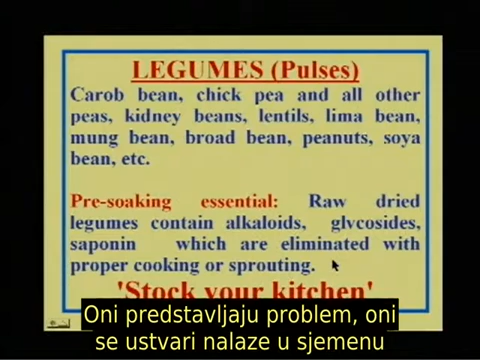 LEGUMES (Pulses)
Carob bean, chick pea and all other
peas, kidney beans, lentils, lima bean,
mung bean, broad bean, peanuts, soya
bean, etc.
Pre-soaking essential: Raw dried
legumes contain alkaloids, glycosides,
saponin which are eliminated with
proper cooking or sprouting.
'Stock your kitchen'
Oni predstavljaju problem, oni
se ustvari nalaze u sjemenu